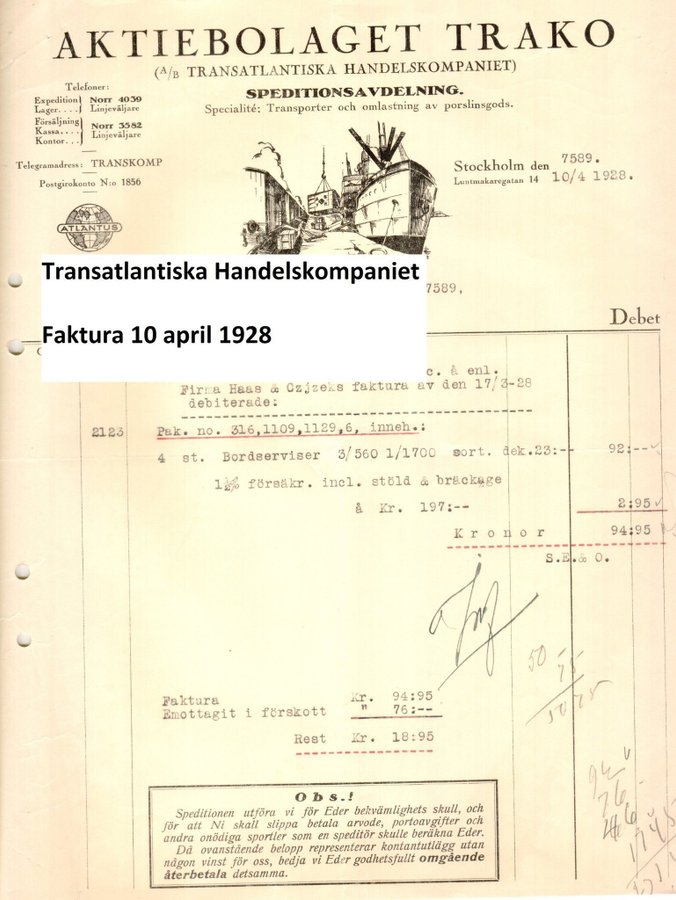 AKTIEBOLAGET TRAKO
(A/B TRANSATLANTISKA HANDELSKOMPANIET)
SPEDITIONSAVDELNING.
Specialité: Transporter och omlastning av porslinsgods.
Telefoner:
Expedition Norr 4039
Lager.... Linjeväljare
Försäljning Norr 3582
Kassa.... Linjeväljare
Kontor...
Telegramadress: TRANSKOMP
Postgirokonto N:o 1856
ATLANTUS
7589.
Stockholm den
Luntmakaregatan 14 10/4 1928.
Transatlantiska Handelskompaniet
7589,
Faktura 10 april 1928
Debet
c. å enl.
Firma Haas & Czjzeks faktura av den 17/3-28
debiterade:
2123 Pak. no. 316,1109,1129,6, inneh.:
4 st. Bordserviser 3/560 1/1700 sort. dek.23:-- 92:--
1½% försäkr. incl. stöld & bräckage
å Kr. 197:-- 2:95
Kronor 94:95
S.E.& O.
50
Faktura Kr. 94:95
Emottagit i förskott " 76:--
Rest Kr. 18:95
76
Obs.!
Speditionen utföra vi för Eder bekvämlighets skull, och
för att Ni skall slippa betala arvode, portoavgifter och
andra onödiga sportler som en speditör skulle beräkna Eder.
Då ovanstående belopp representerar kontantutlägg utan
någon vinst för oss, bedja vi Eder godhetsfullt omgående
återbetala detsamma.